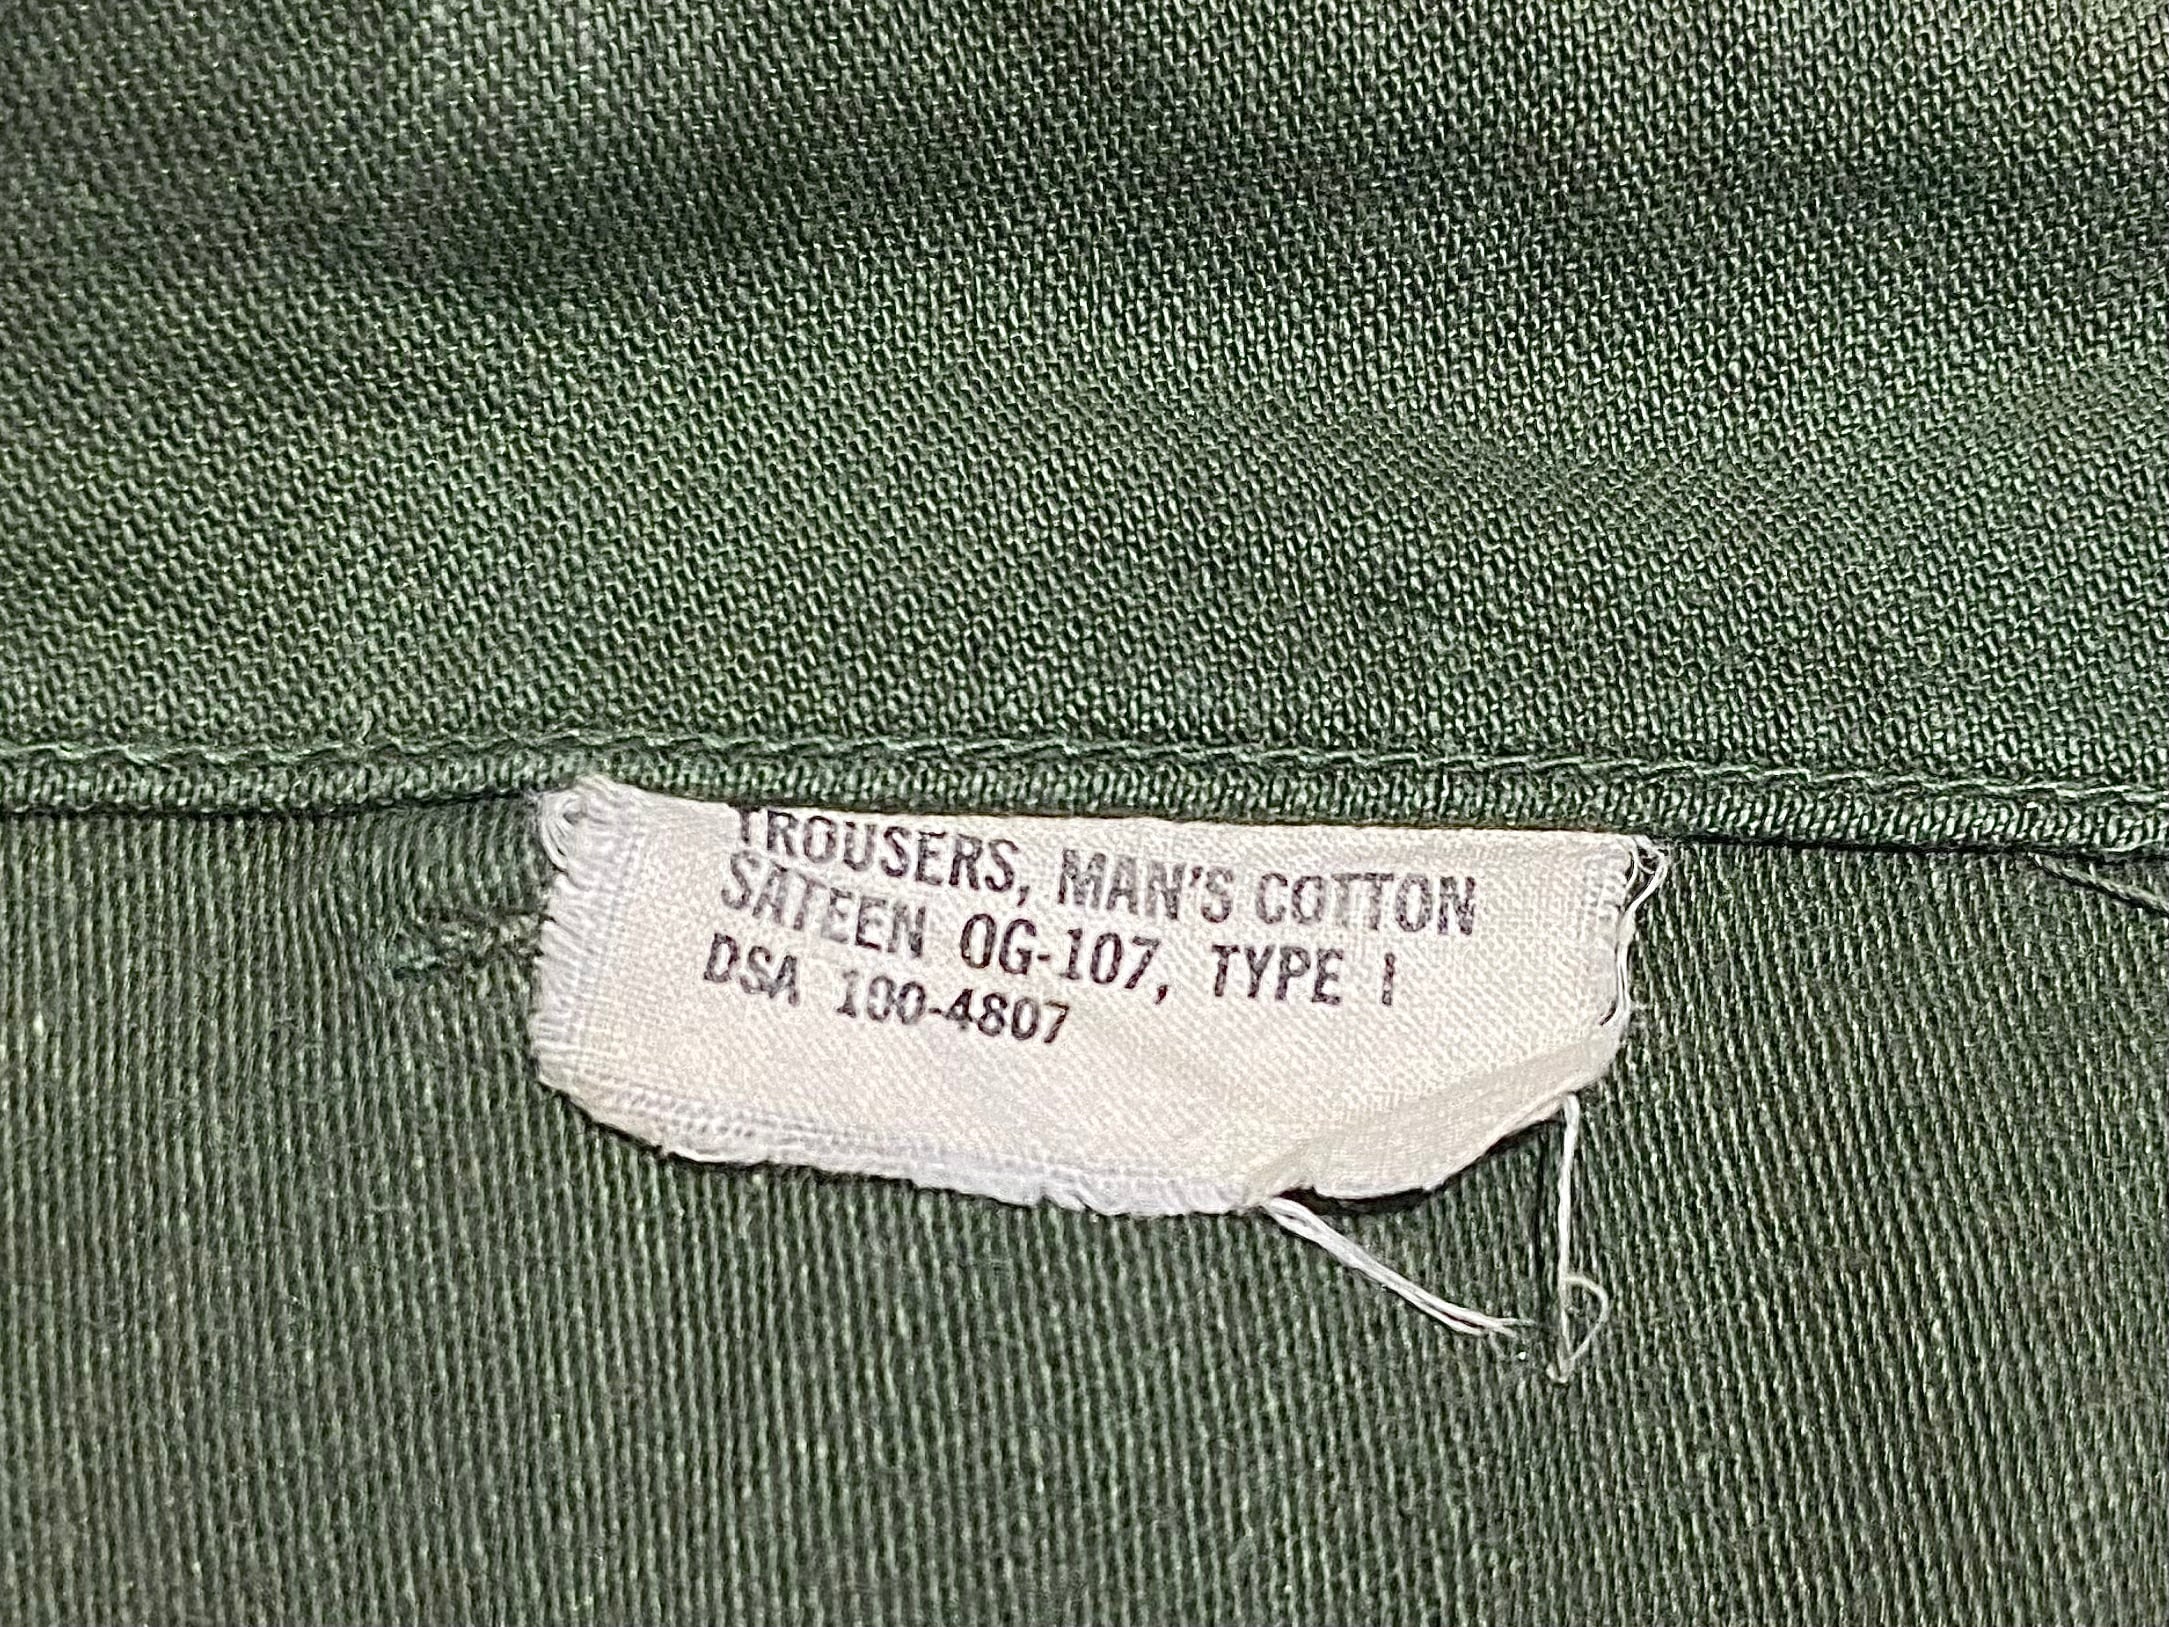 TROUSERS, MAN'S COTTON
SATEEN OG-107, TYPE I
DSA 100-4807